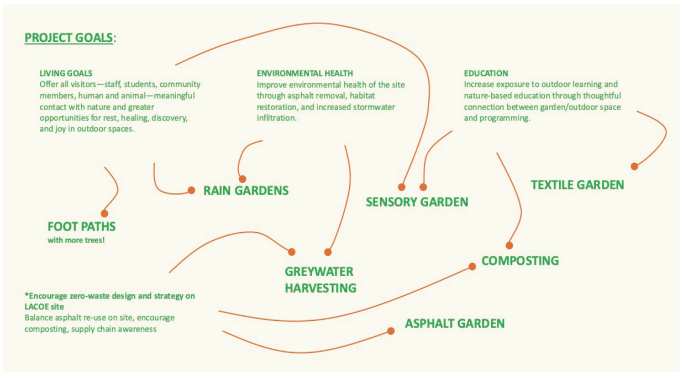 PROJECT GOALS:
LIVING GOALS
Offer all visitors—staff, students, community
members, human and animal—meaningful
contact with nature and greater
opportunities for rest, healing, discovery,
and joy in outdoor spaces.
ENVIRONMENTAL HEALTH
Improve environmental health of the site
through asphalt removal, habitat
restoration, and increased stormwater
infiltration.
EDUCATION
Increase exposure to outdoor learning and
nature-based education through thoughtful
connection between garden/outdoor space
and programming.
RAIN GARDENS
SENSORY GARDEN
TEXTILE GARDEN
FOOT PATHS
with more trees!
GREYWATER
HARVESTING
COMPOSTING
*Encourage zero-waste design and strategy on
LACOE site
Balance asphalt re-use on site, encourage
composting, supply chain awareness
ASPHALT GARDEN